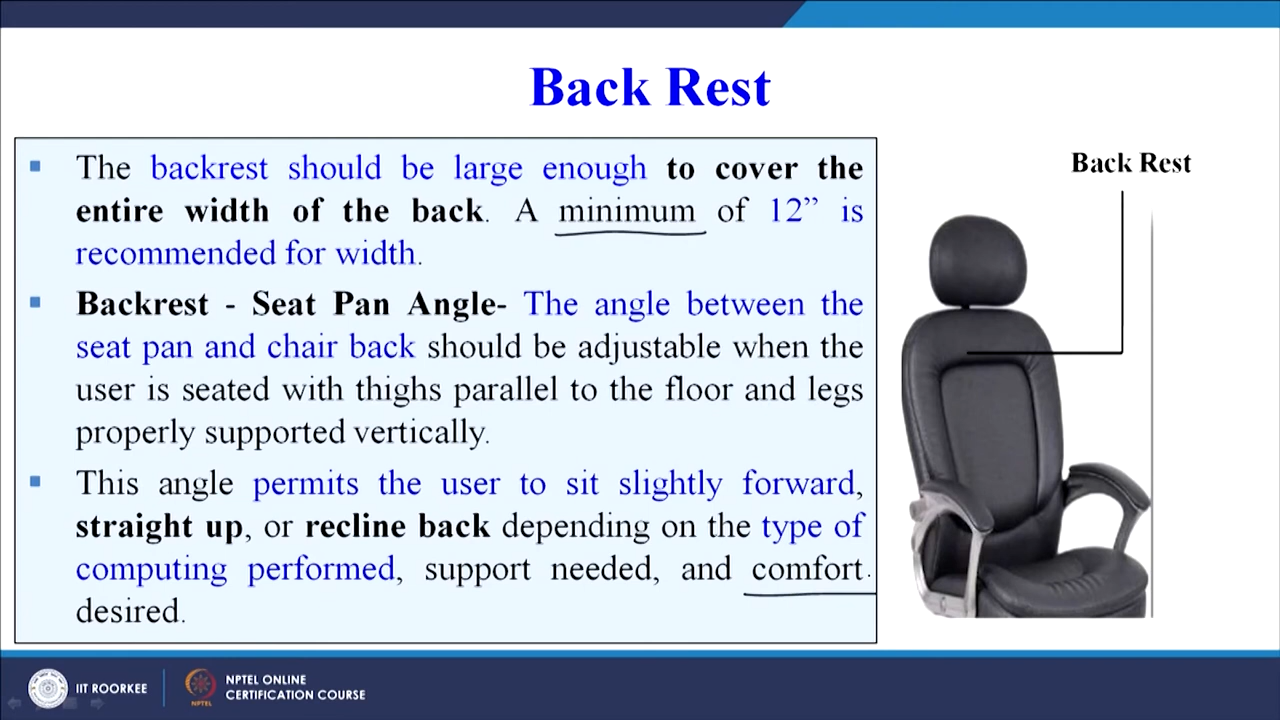 Back Rest
The backrest should be large enough to cover the
entire width of the back. A minimum of 12” is
recommended for width.
Backrest - Seat Pan Angle- The angle between the
seat pan and chair back should be adjustable when the
user is seated with thighs parallel to the floor and legs
properly supported vertically.
This angle permits the user to sit slightly forward,
straight up, or recline back depending on the type of
computing performed, support needed, and comfort
desired.
Back Rest
IIT ROORKEE
NPTEL
NPTEL ONLINE
CERTIFICATION COURSE